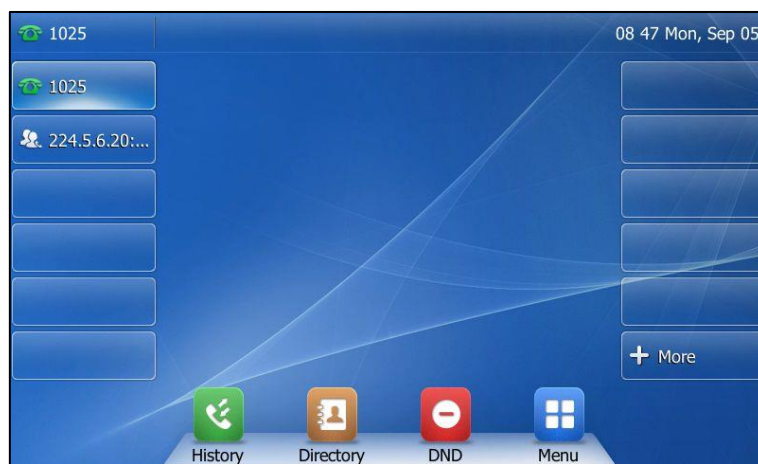 1025
08 47 Mon, Sep 05
1025
224.5.6.20:...
More
History
Directory
DND
Menu